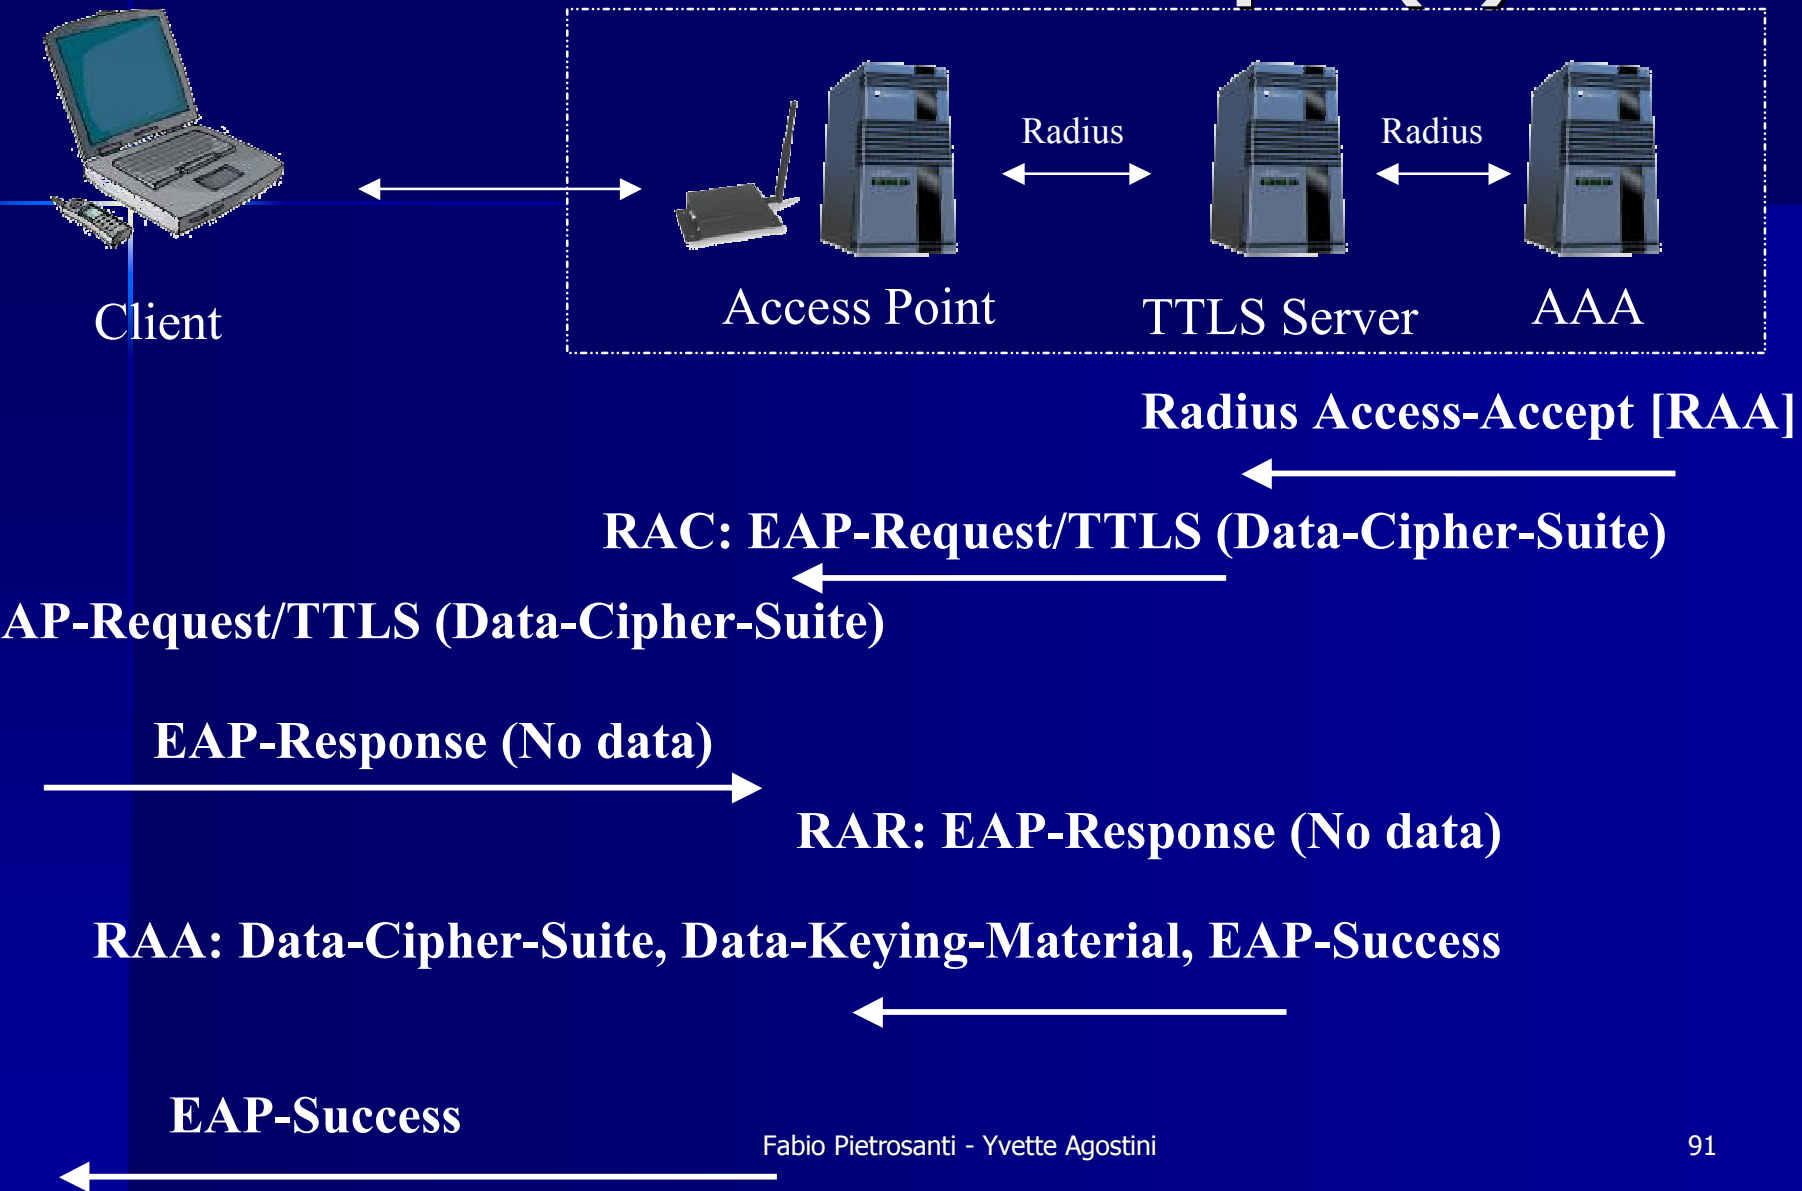 Radius
Radius
Client
Access Point
TTLS Server
AAA
Radius Access-Accept [RAA]
RAC: EAP-Request/TTLS (Data-Cipher-Suite)
AP-Request/TTLS (Data-Cipher-Suite)
EAP-Response (No data)
RAR: EAP-Response (No data)
RAA: Data-Cipher-Suite, Data-Keying-Material, EAP-Success
EAP-Success
Fabio Pietrosanti - Yvette Agostini
91